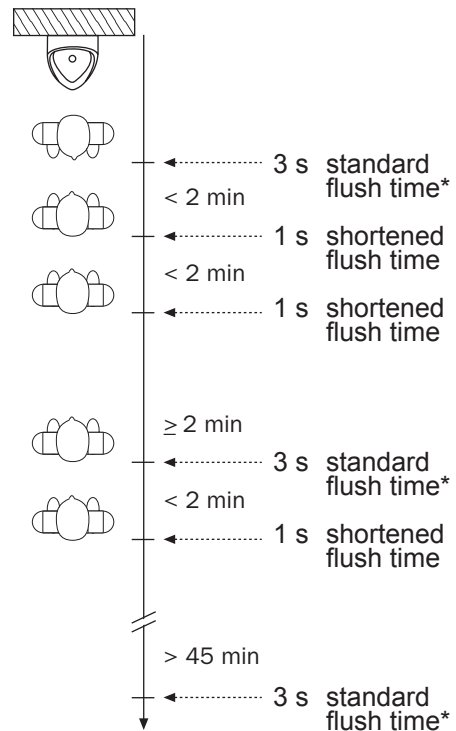 3 s standard
flush time*
< 2 min
1 s shortened
flush time
< 2 min
1 s shortened
flush time
≥ 2 min
3 s standard
flush time*
< 2 min
1 s shortened
flush time
> 45 min
3 s standard
flush time*